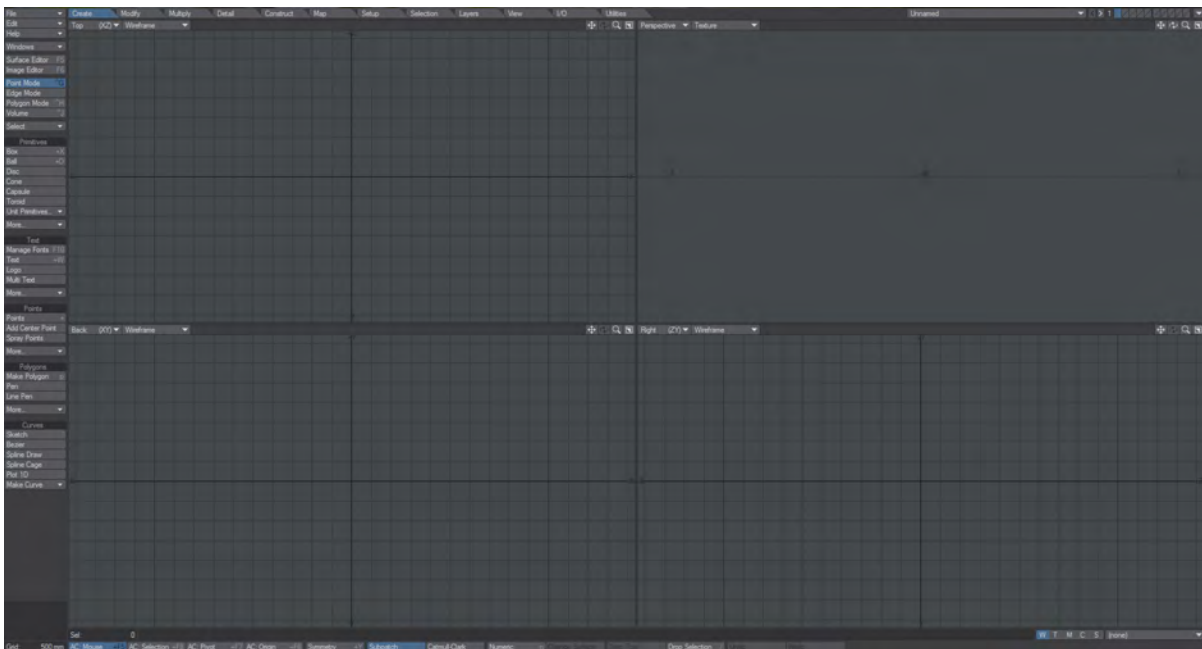 File
Edit
Help
Windows
Surface Editor F5
Image Editor F6
Point Mode ^G
Edge Mode
Polygon Mode ^H
Volume ^J
Select
Primitives
Box +X
Ball +O
Disc
Cone
Capsule
Toroid
Unit Primitives...
More...
Text
Manage Fonts F10
Text +W
Logo
Multi Text
More...
Points
Points +
Add Center Point
Spray Points
More...
Polygons
Make Polygon p
Pen
Line Pen
More...
Curves
Sketch
Bezier
Spline Draw
Spline Cage
Plot 1D
Make Curve
Create Modify Multiply Detail Construct Map Setup Selection Layers View I/O Utilities Unnamed 1
Top (XZ) Wireframe
Perspective Texture
Back (XY) Wireframe
Right (ZY) Wireframe
Sel: 0
W T M C S (none)
Grid: 500 mm AC: Mouse AC: Selection AC: Pivot AC: Origin Symmetry Subpatch Catmull-Clark Numeric Drop Selection